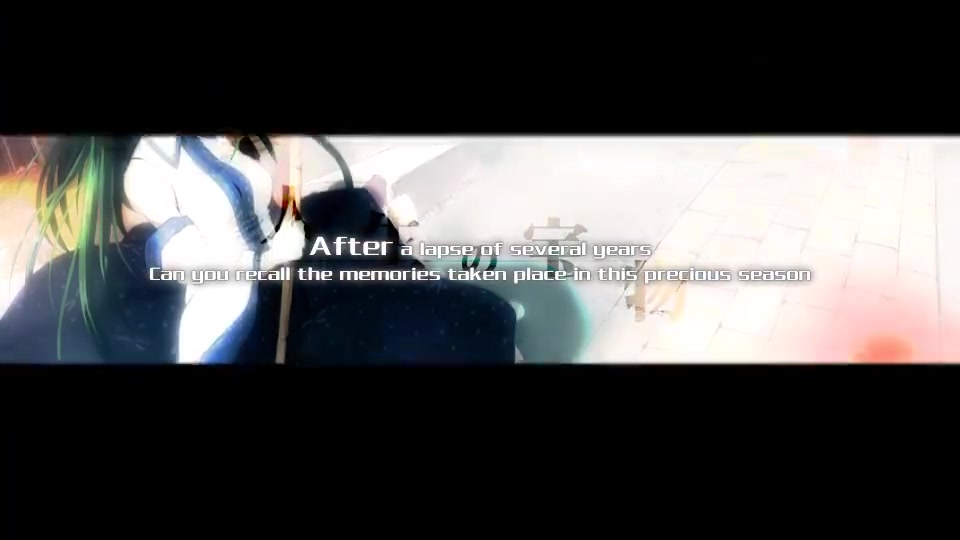 After a lapse of several years
Can you recall the memories taken place in this precious season